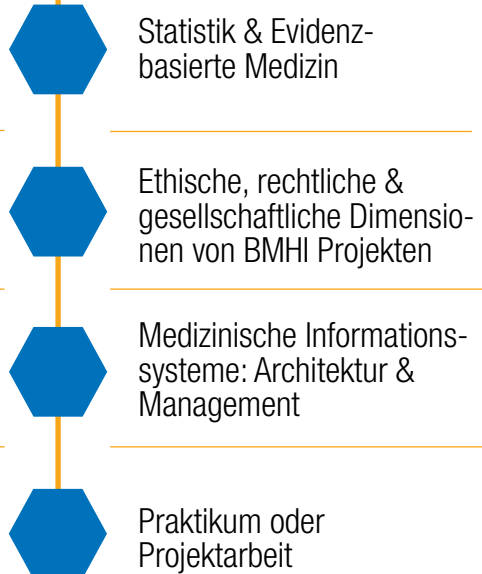 Statistik & Evidenz-
basierte Medizin
Ethische, rechtliche &
gesellschaftliche Dimensio-
nen von BMHI Projekten
Medizinische Informations-
systeme: Architektur &
Management
Praktikum oder
Projektarbeit